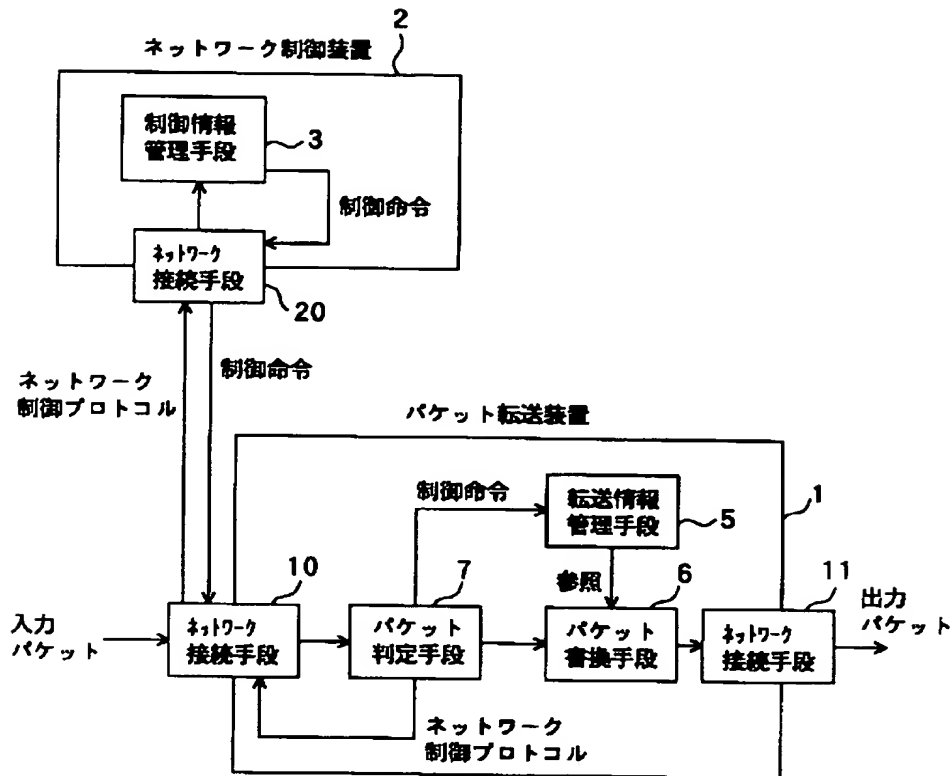 ネットワーク制御装置
2
制御情報
管理手段
3
制御命令
ネットワーク
接続手段
20
ネットワーク
制御プロトコル
制御命令
パケット転送装置
制御命令
転送情報
管理手段
5
1
参照
10
7
6
11
入力
パケット
ネットワーク
接続手段
パケット
判定手段
パケット
書換手段
ネットワーク
接続手段
出力
パケット
ネットワーク
制御プロトコル